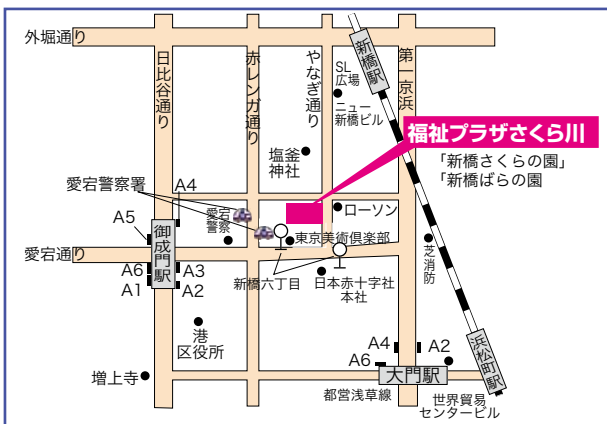 外堀通り
日比谷通り
赤レンガ通り
やなぎ通り
第一京浜
新橋駅
SL
広場
ニュー
新橋ビル
福祉プラザさくら川
「新橋さくらの園」
「新橋ばらの園
塩釜
神社
愛宕警察署
A4
A5
愛宕
警察
ローソン
御成門駅
愛宕通り
東京美術倶楽部
芝消防
A6
A3
A1
A2
新橋六丁目
日本赤十字社
本社
港
区役所
A4
A2
A6
浜松町駅
増上寺
大門駅
都営浅草線
世界貿易
センタービル